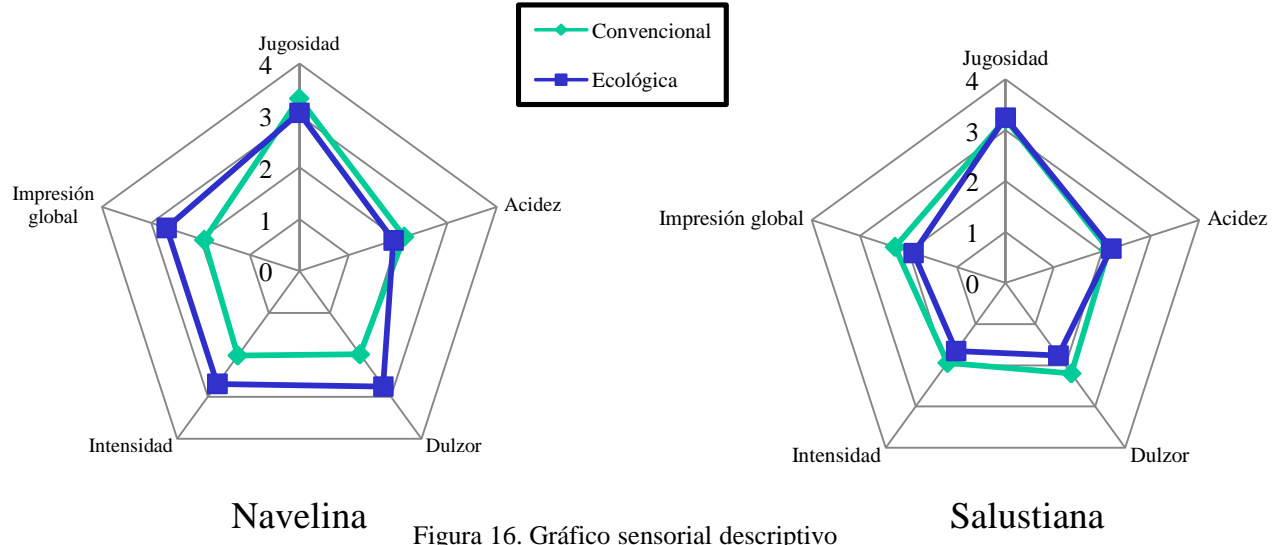 Convencional
Ecológica
Jugosidad
4
3
2
1
0
Impresión
global
Acidez
Intensidad
Dulzor
Navelina
Jugosidad
4
3
2
1
0
Impresión global
Acidez
Intensidad
Dulzor
Salustiana
Figura 16. Gráfico sensorial descriptivo